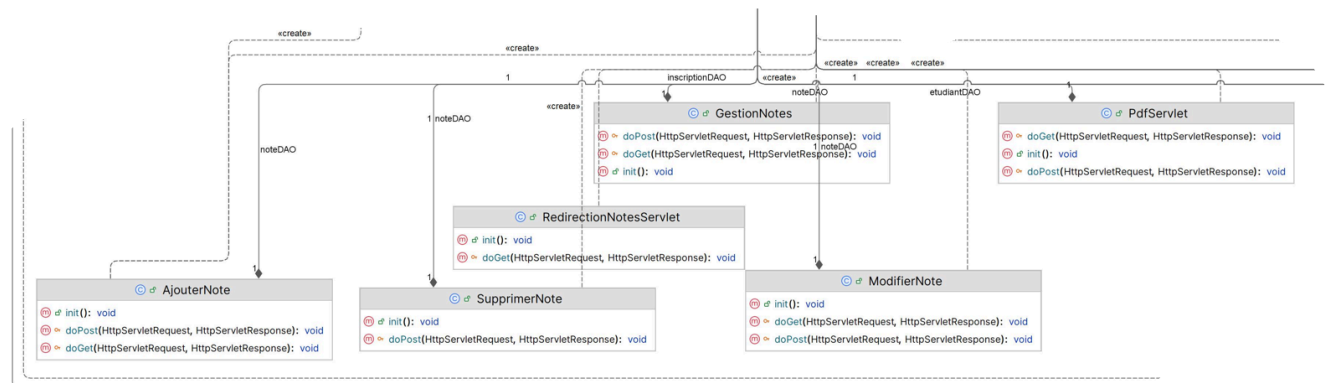 «create»
«create»
«create» «create» «create»
1 inscriptionDAO «create» 1
«create» 1 noteDAO etudiantDAO 1
GestionNotes
PdfServlet
1 noteDAO
doPost(HttpServletRequest, HttpServletResponse): void
doGet(HttpServletRequest, HttpServletResponse): void
init(): void
doGet(HttpServletRequest, HttpServletResponse): void
init(): void
doPost(HttpServletRequest, HttpServletResponse): void
noteDAO
1 noteDAO
RedirectionNotesServlet
init(): void
doGet(HttpServletRequest, HttpServletResponse): void
1
1
1
AjouterNote
init(): void
doPost(HttpServletRequest, HttpServletResponse): void
doGet(HttpServletRequest, HttpServletResponse): void
SupprimerNote
init(): void
doPost(HttpServletRequest, HttpServletResponse): void
ModifierNote
init(): void
doGet(HttpServletRequest, HttpServletResponse): void
doPost(HttpServletRequest, HttpServletResponse): void